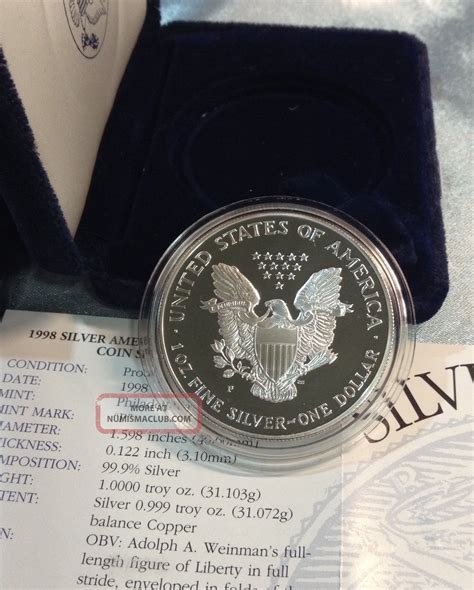 UNITED STATES OF AMERICA
1 OZ. FINE SILVER~ONE DOLLAR
P
1998 SILVER AME
COIN S
CONDITION: Pro
DATE: 1998
MINT: Philad
MINT MARK:
AMETER: 1.598 inches
ICKNESS: 0.122 inch (3.10mm)
MPOSITION: 99.9% Silver
IGHT: 1.0000 troy oz. (31.103g)
NTENT: Silver 0.999 troy oz. (31.072g)
balance Copper
OBV: Adolph A. Weinman's full-
length figure of Liberty in full
stride, enveloped in folds of
SILV
MORE AT
NUMISMACLUB.COM